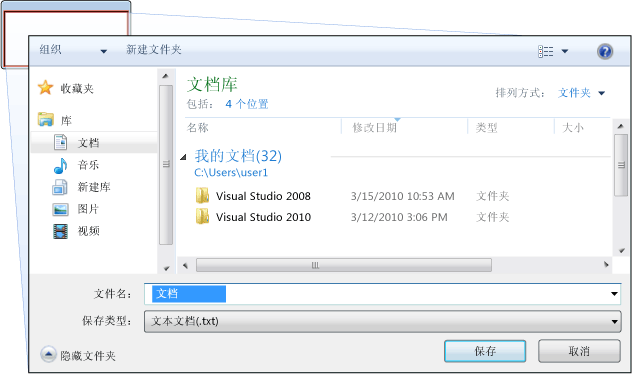 组织 新建文件夹
收藏夹
库
文档
音乐
新建库
图片
视频
文档库
包括: 4 个位置
排列方式: 文件夹
名称 修改日期 类型 大小
我的文档(32)
C:\Users\user1
Visual Studio 2008 3/15/2010 10:53 AM 文件夹
Visual Studio 2010 3/12/2010 3:06 PM 文件夹
文件名: 文档
保存类型: 文本文档(.txt)
隐藏文件夹 保存 取消